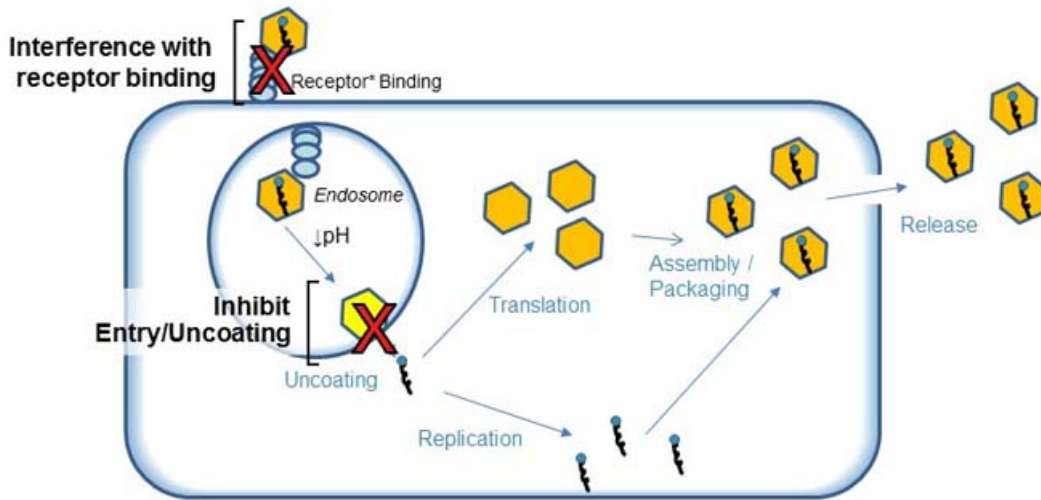 Interference with
receptor binding
Receptor* Binding
Endosome
↓pH
Inhibit
Entry/Uncoating
Uncoating
Translation
Replication
Assembly /
Packaging
Release